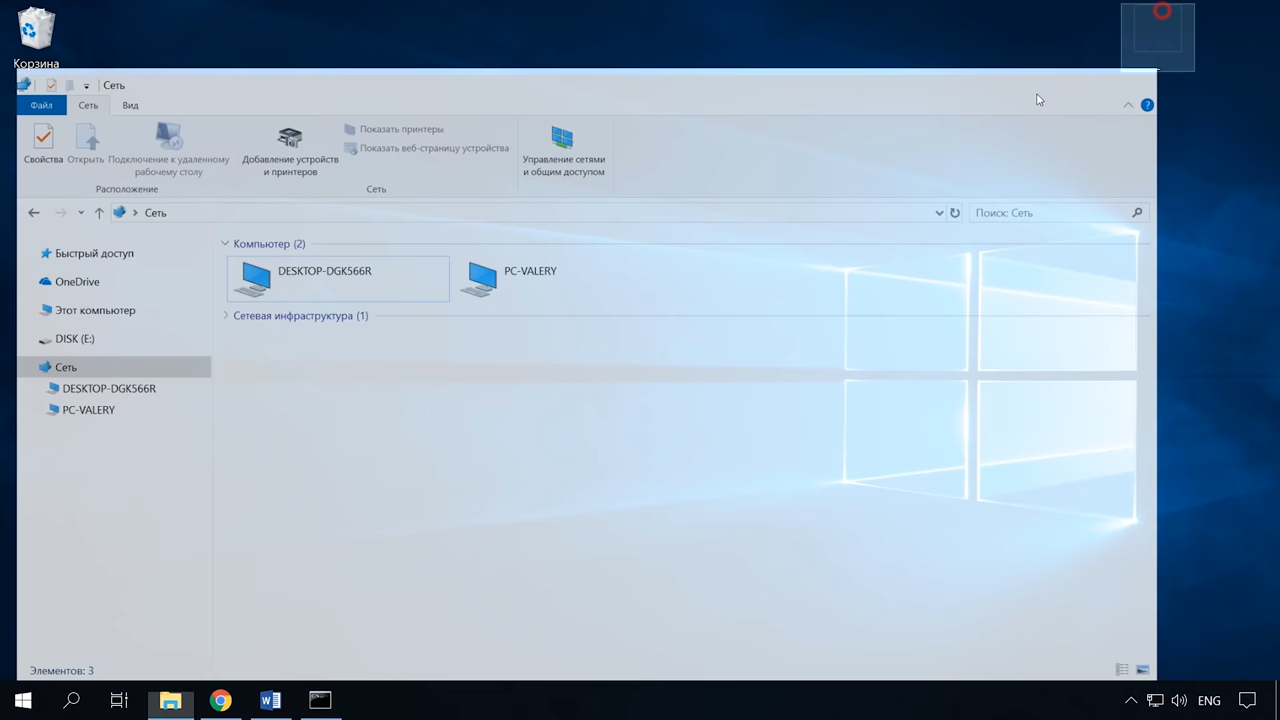 Корзина
Сеть
Файл
Сеть
Вид
Свойства
Открыть
Подключение к удаленному
рабочему столу
Добавление устройств
и принтеров
Показать принтеры
Показать веб-страницу устройства
Управление сетями
и общим доступом
Расположение
Сеть
Сеть
Поиск: Сеть
Быстрый доступ
OneDrive
Этот компьютер
DISK (E:)
Сеть
DESKTOP-DGK566R
PC-VALERY
Компьютер (2)
DESKTOP-DGK566R
PC-VALERY
Сетевая инфраструктура (1)
Элементов: 3
ENG